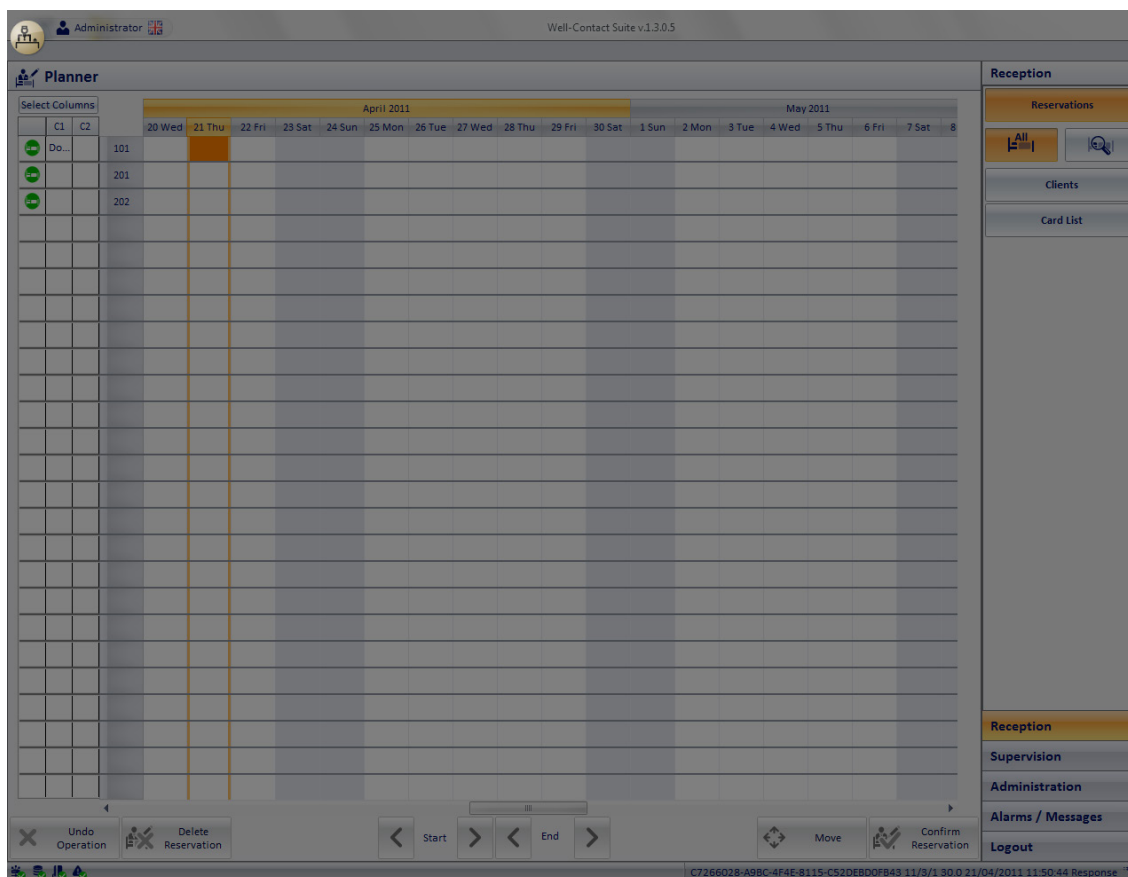 Administrator
Well-Contact Suite v.1.3.0.5
Planner
Reception
Select Columns
April 2011
May 2011
Reservations
C1 C2
20 Wed 21 Thu 22 Fri 23 Sat 24 Sun 25 Mon 26 Tue 27 Wed 28 Thu 29 Fri 30 Sat 1 Sun 2 Mon 3 Tue 4 Wed 5 Thu 6 Fri 7 Sat 8
All
Do... 101
201
202
Clients
Card List
Reception
Supervision
Administration
Alarms / Messages
Logout
Undo
Operation
Delete
Reservation
Start
End
Move
Confirm
Reservation
C7266028-A9BC-4F4E-8115-C52DEBD0FB43 11/3/1 30.0 21/04/2011 11:50:44 Response